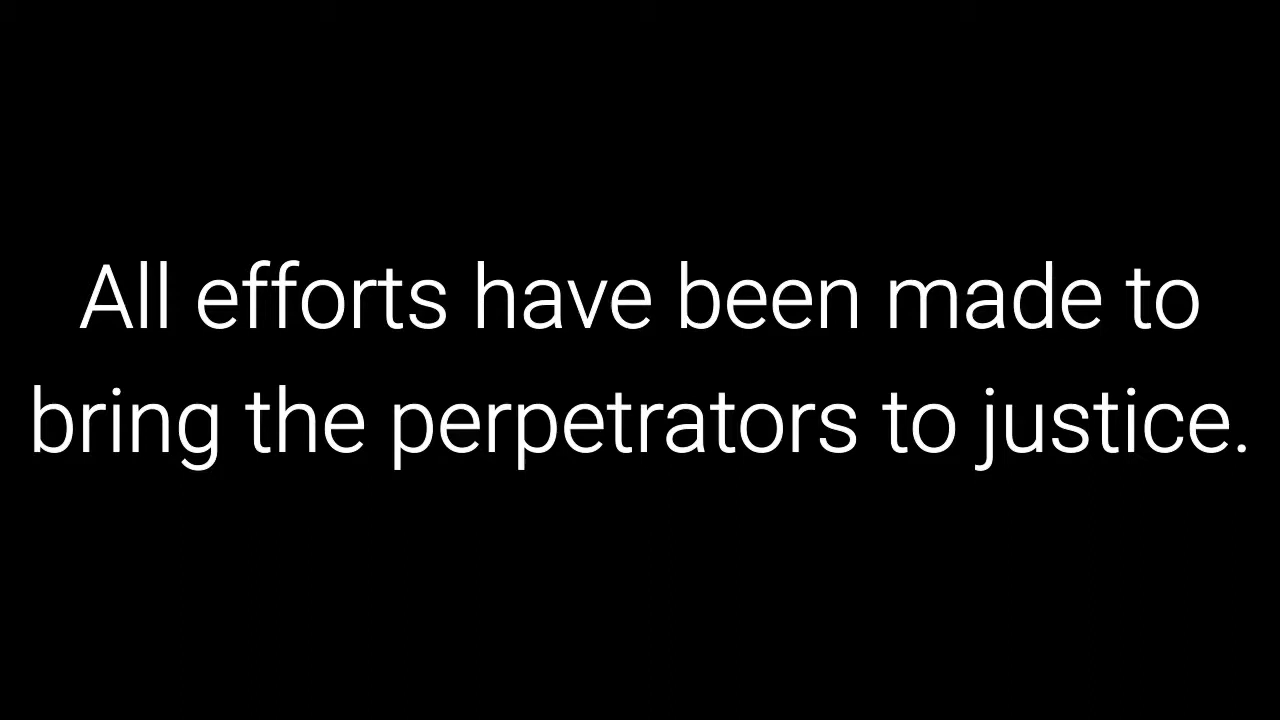 All efforts have been made to
bring the perpetrators to justice.